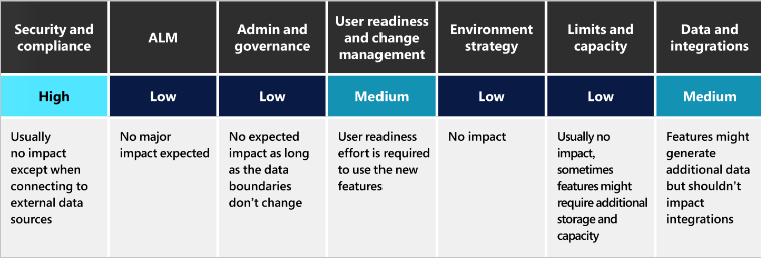 Security and
compliance
ALM
Admin and
governance
User readiness
and change
management
Environment
strategy
Limits and
capacity
Data and
integrations
High
Low
Low
Medium
Low
Low
Medium
Usually
no impact
except when
connecting to
external data
sources
No major
impact expected
No expected
impact as long
as the data
boundaries
don't change
User readiness
effort is required
to use the new
features
No impact
Usually no
impact,
sometimes
features might
require additional
storage and
capacity
Features might
generate
additional data
but shouldn't
impact
integrations